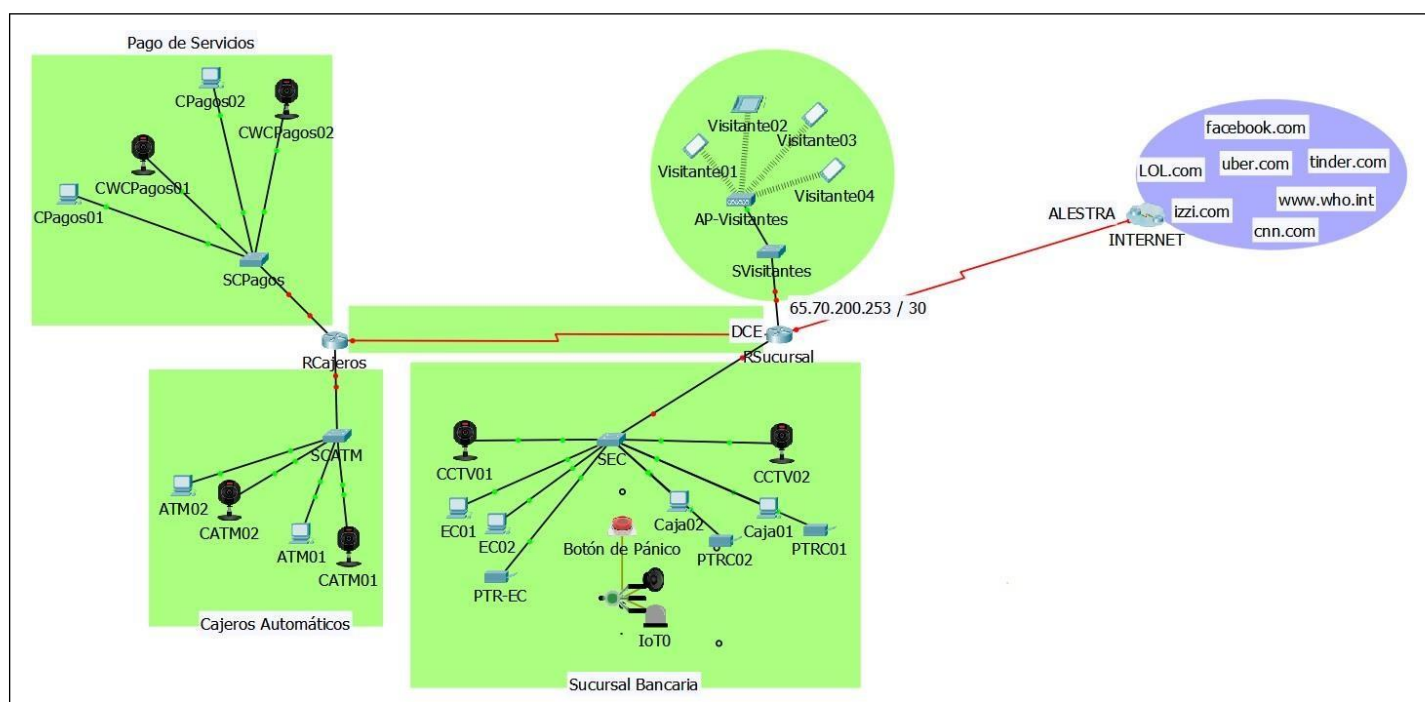 Pago de Servicios
CPagos02
CWCPagos02
CWCPagos01
CPagos01
SCPagos
RCajeros
SCATM
ATM02
CATM02
ATM01
CATM01
Cajeros Automáticos
Visitante02
Visitante03
Visitante01
Visitante04
AP-Visitantes
SVisitantes
65.70.200.253 / 30
DCE
RSucursal
SEC
CCTV01
CCTV02
EC01
EC02
Caja02
Caja01
Botón de Pánico
PTRC02
PTRC01
PTR-EC
IoT0
Sucursal Bancaria
facebook.com
LOL.com
uber.com
tinder.com
www.who.int
izzi.com
cnn.com
ALESTRA
INTERNET